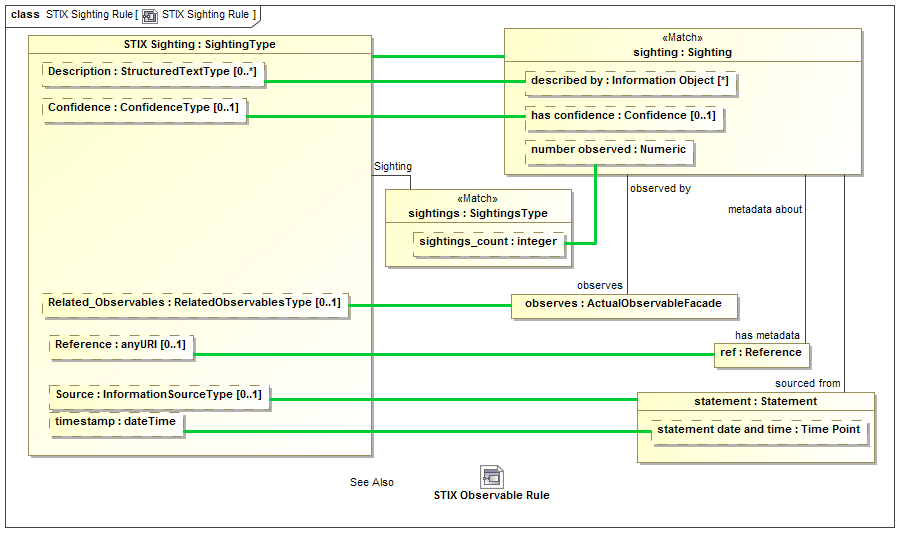 class STIX Sighting Rule [ STIX Sighting Rule ]
STIX Sighting : SightingType
Description : StructuredTextType [0..*]
Confidence : ConfidenceType [0..1]
«Match»
sighting : Sighting
described by : Information Object [*]
has confidence : Confidence [0..1]
number observed : Numeric
Sighting
«Match»
sightings : SightingsType
sightings_count : integer
observed by
metadata about
observes
Related_Observables : RelatedObservablesType [0..1]
observes : ActualObservableFacade
Reference : anyURI [0..1]
has metadata
ref : Reference
sourced from
Source : InformationSourceType [0..1]
timestamp : dateTime
statement : Statement
statement date and time : Time Point
See Also
STIX Observable Rule